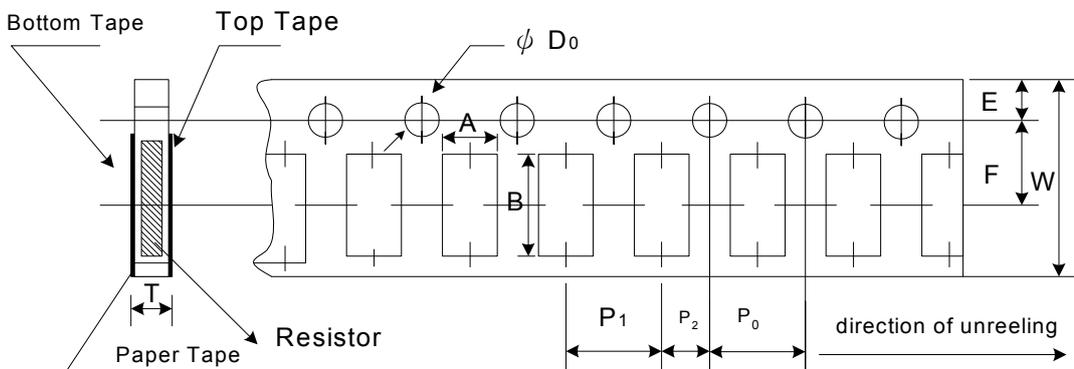 Bottom Tape
Top Tape
ψ D0
E
A
F
W
B
T
P1
P2
P0
direction of unreeling
Resistor
Paper Tape